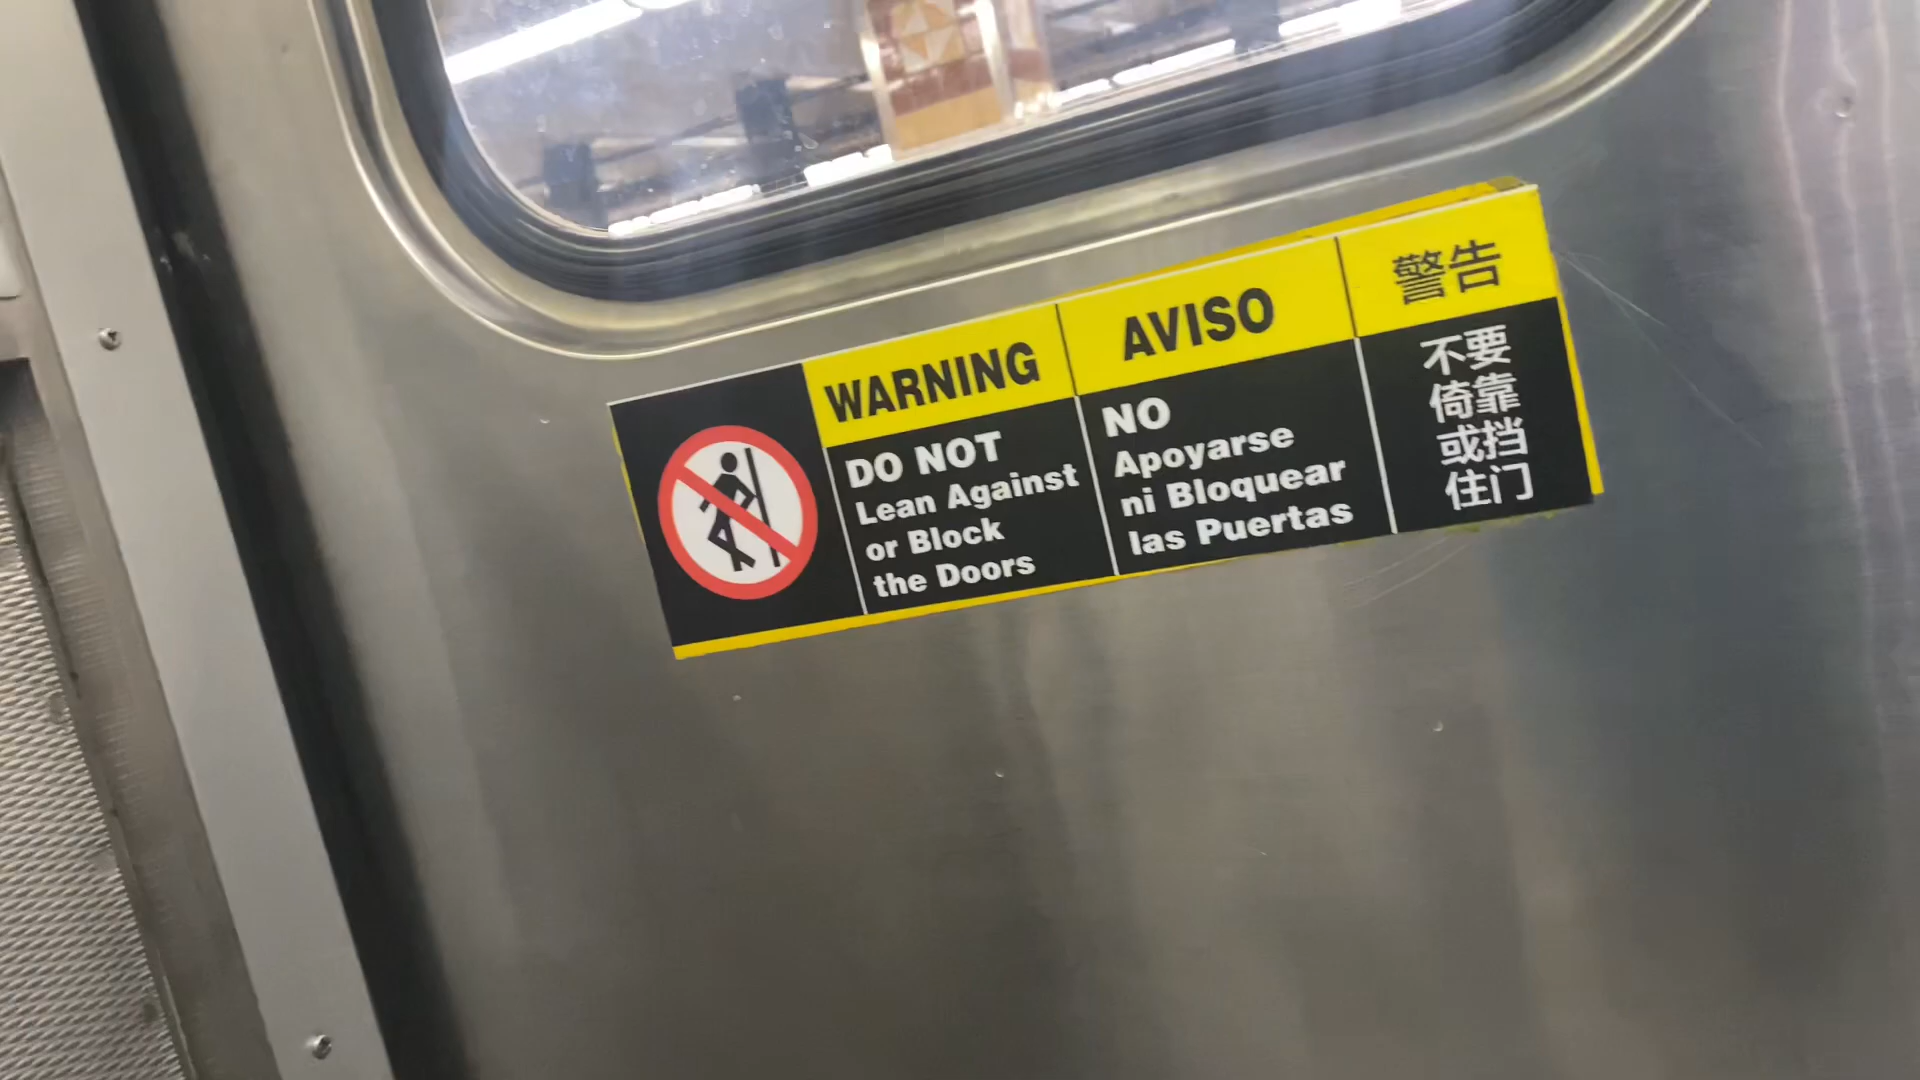 WARNING
DO NOT
Lean Against
or Block
the Doors
AVISO
NO
Apoyarse
ni Bloquear
las Puertas
警告
不要
倚靠
或挡
住门